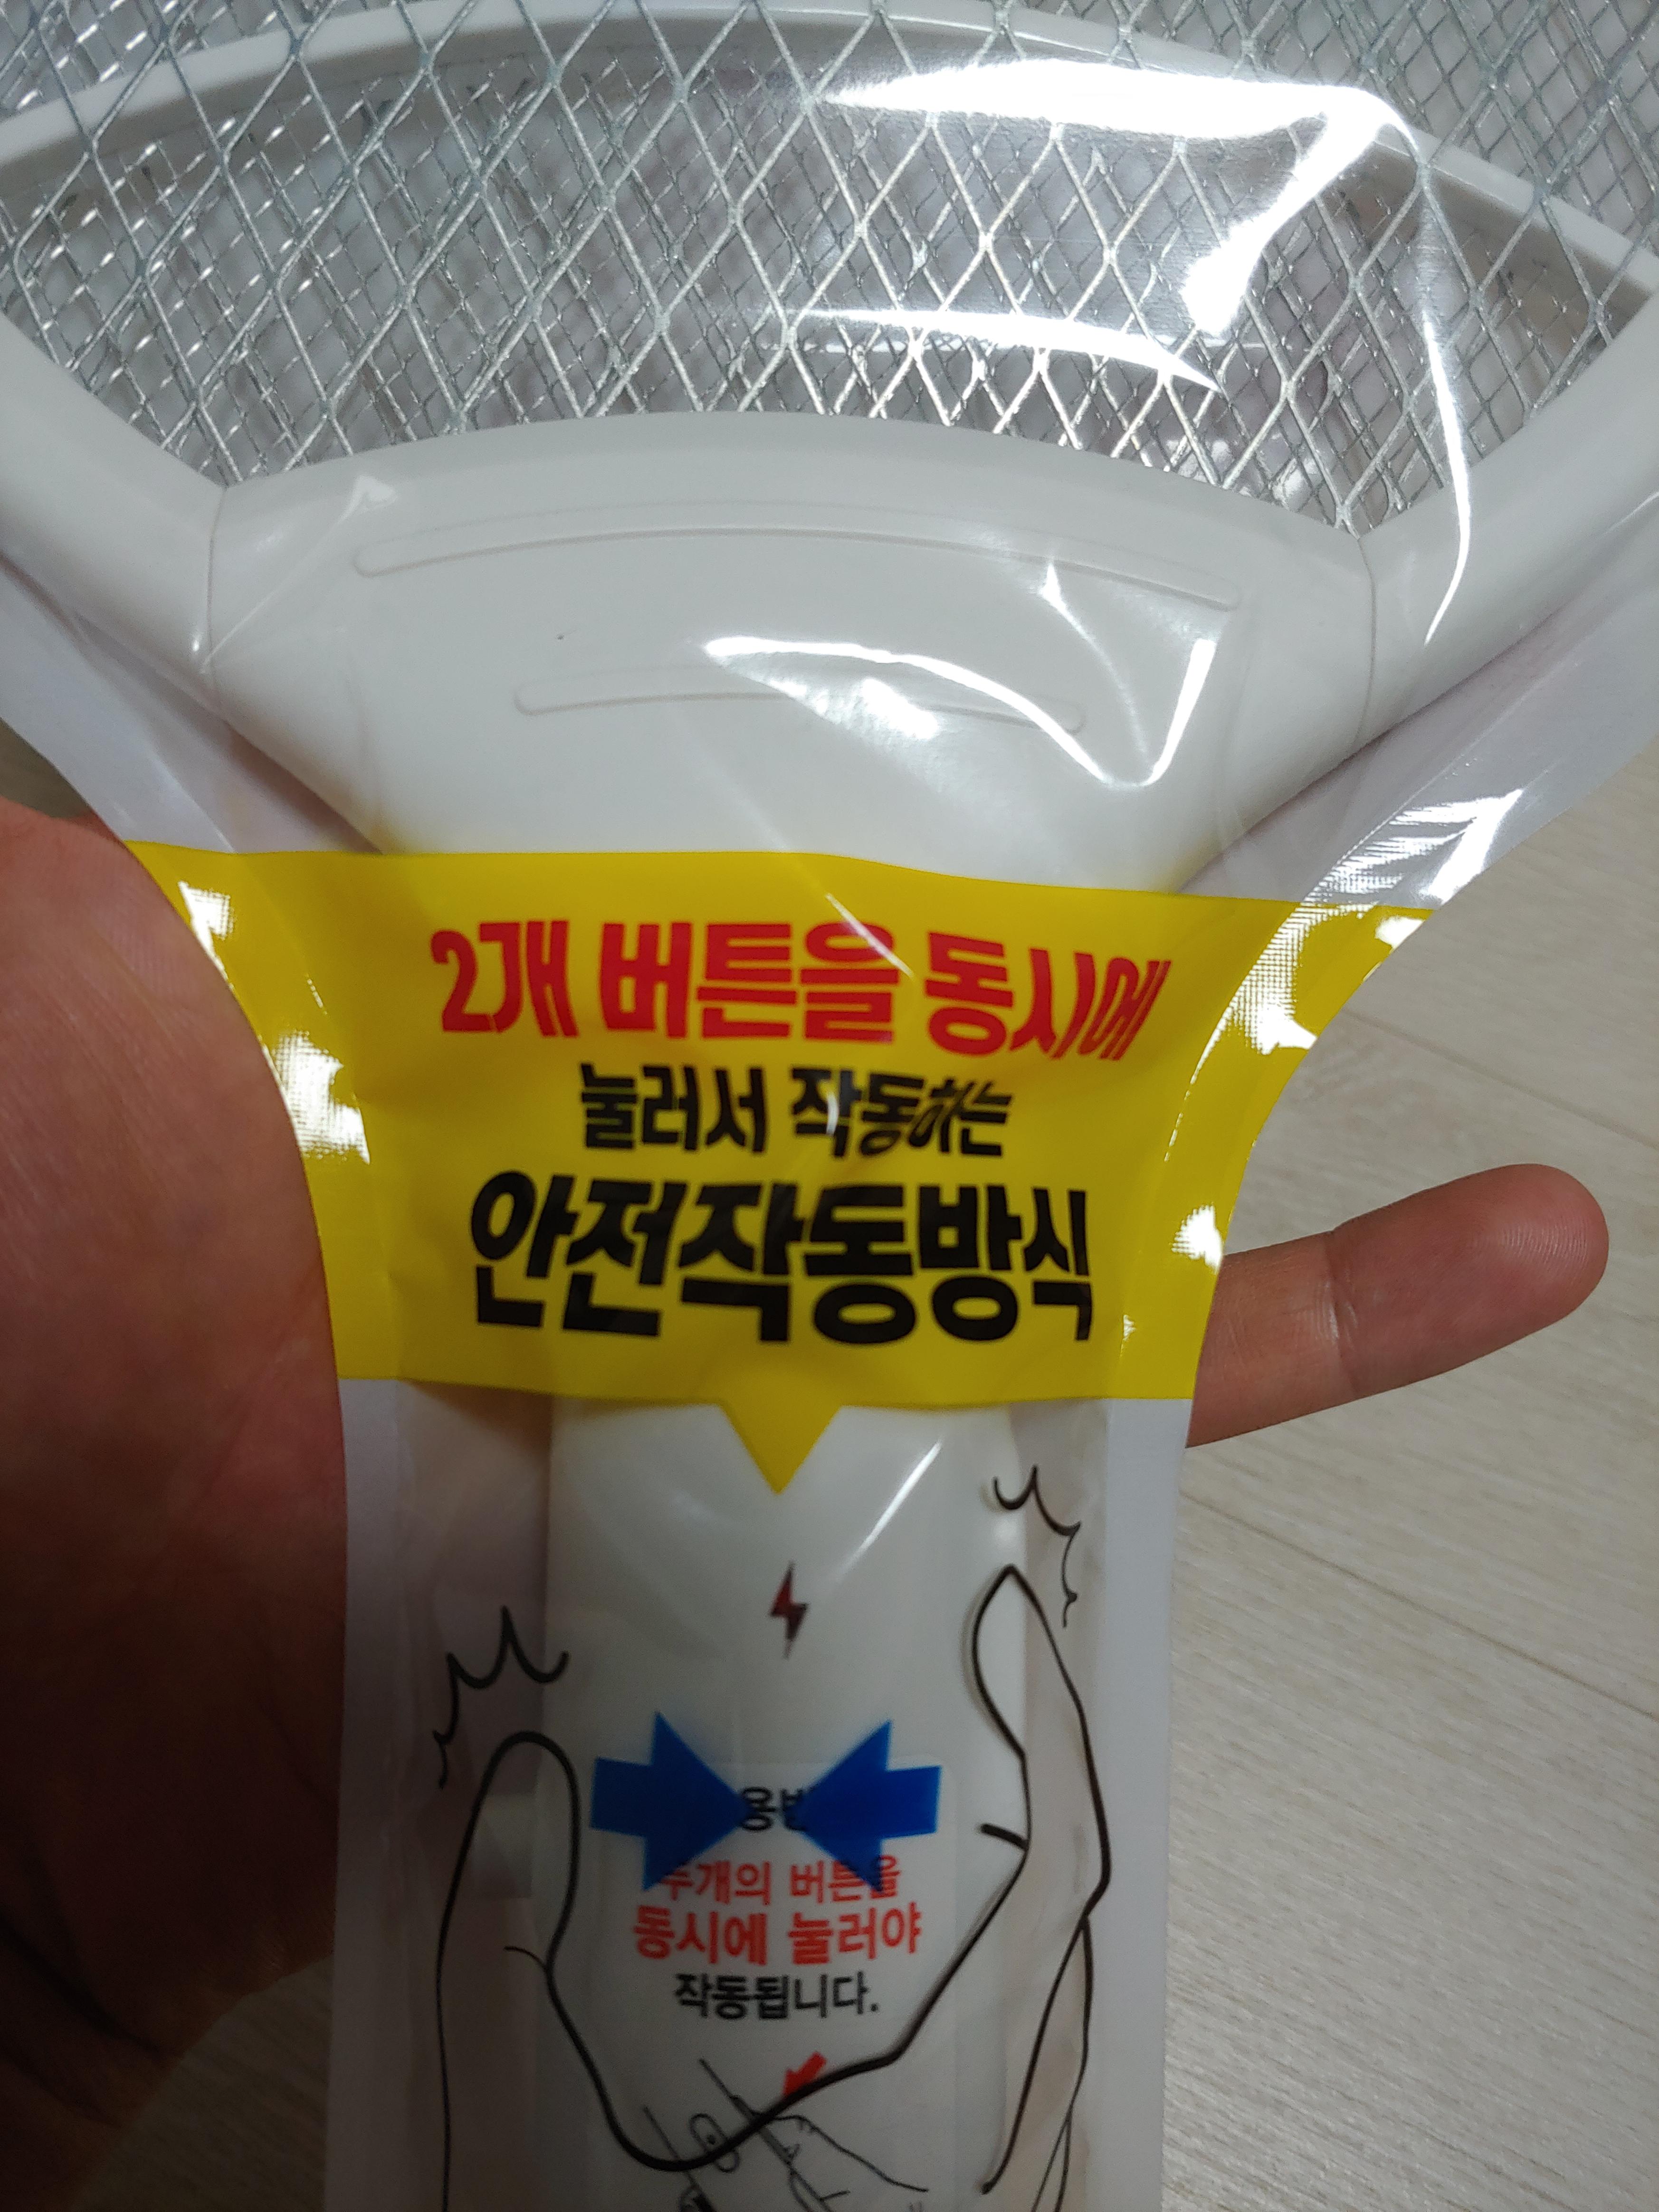 2개 버튼을 동시에
눌러서 작동하는
안전작동방식
두개의 버튼을
동시에 눌러야
작동됩니다.